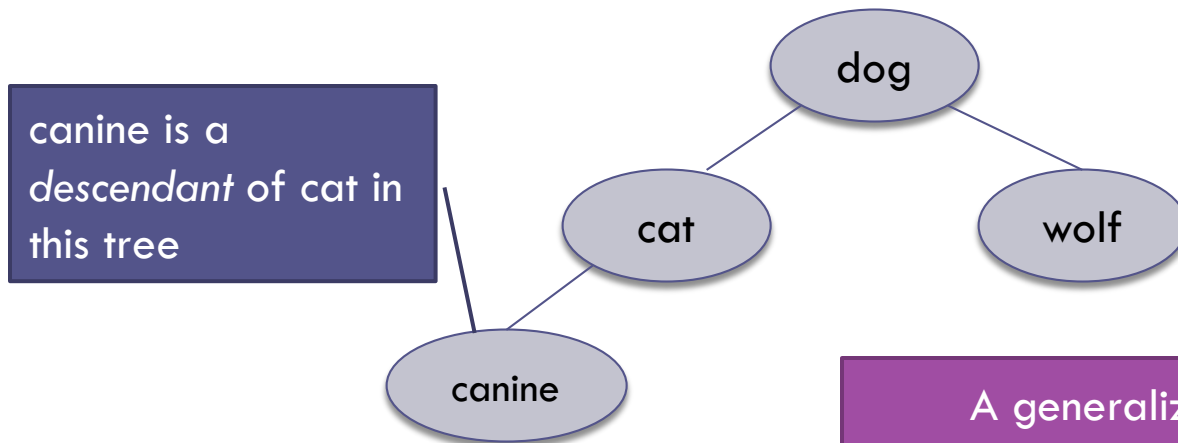 dog
canine is a
descendant of cat in
this tree
cat
wolf
canine
A generaliz